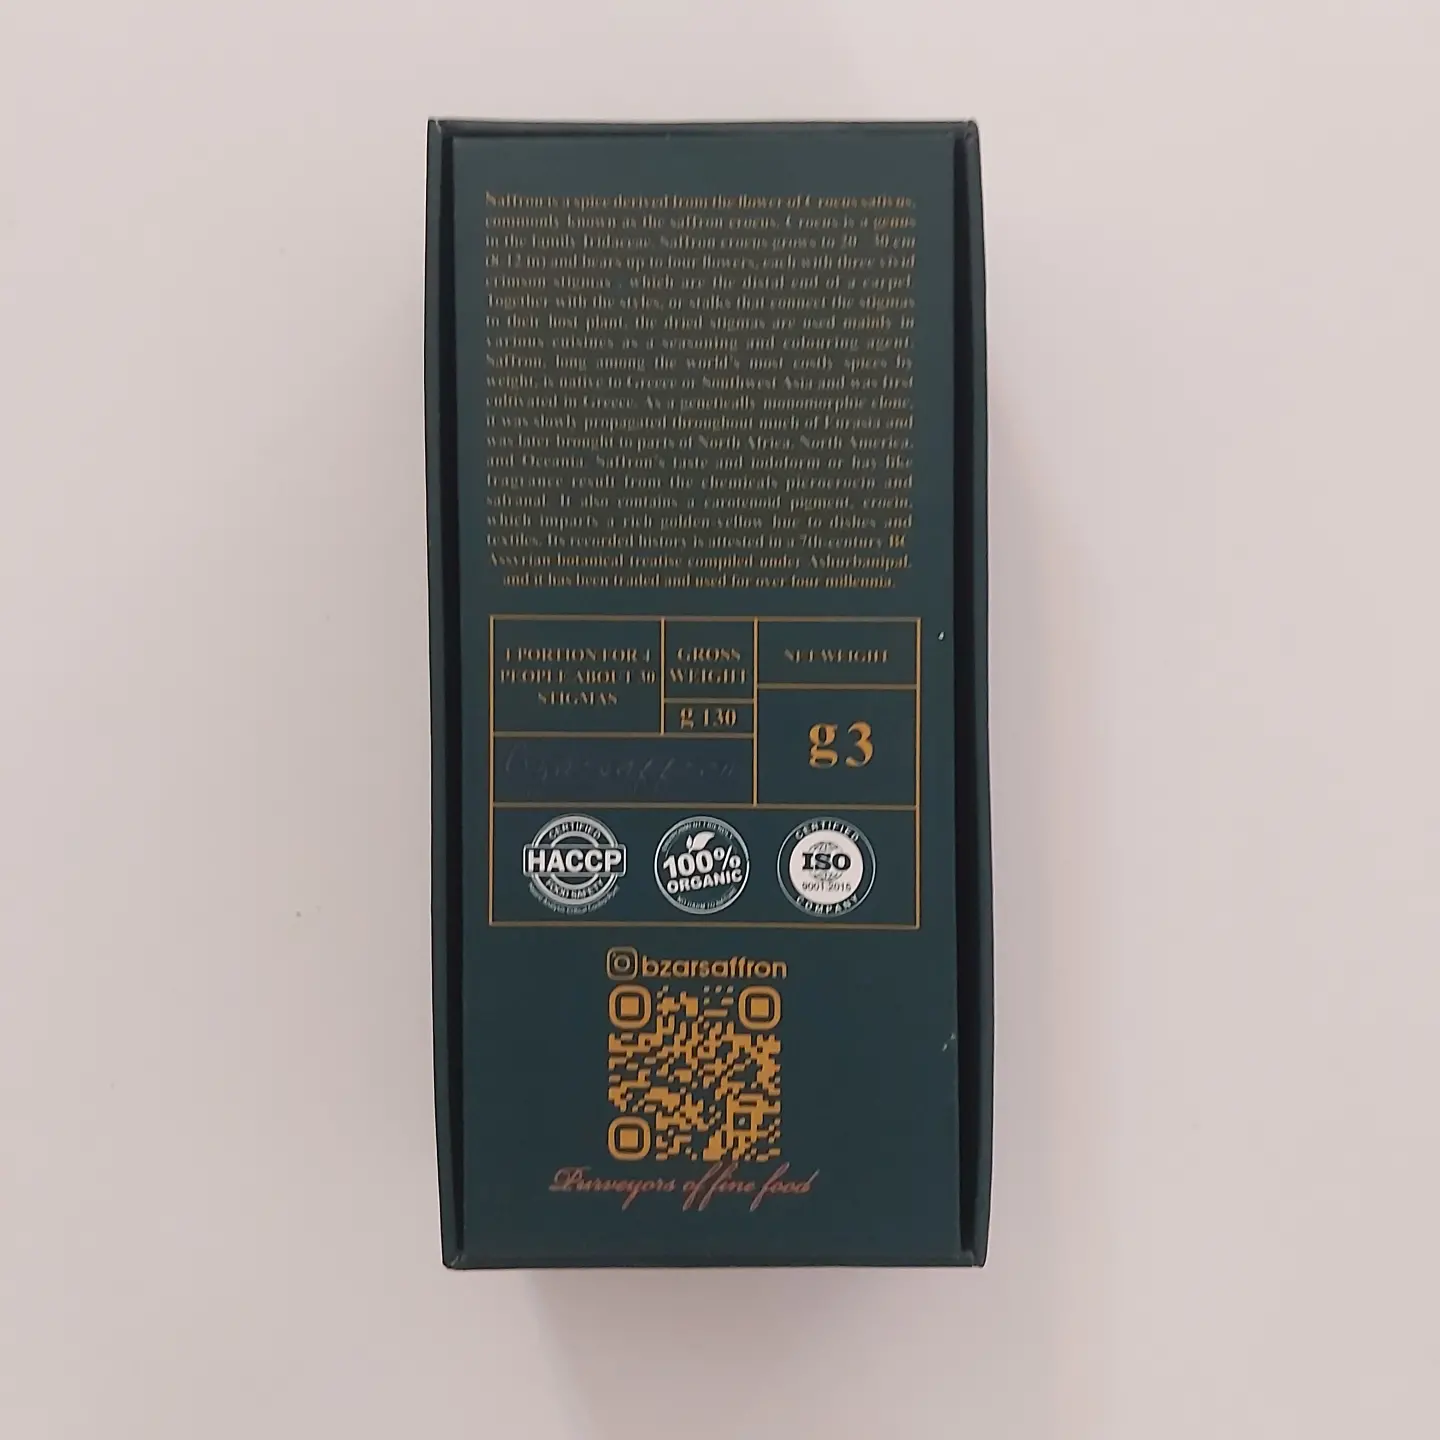 Saffron is a spice derived from the flower of Crocus sativus,
commonly known as the saffron crocus. Crocus is a genus
in the family Iridaceae. Saffron crocus grows to 20 30 cm
(8-12 in) and bears up to four flowers, each with three vivid
crimson stigmas , which are the distal end of a carpel.
Together with the styles, or stalks that connect the stigmas
to their host plant, the dried stigmas are used mainly in
various cuisines as a seasoning and colouring agent.
Saffron, long among the world's most costly spices by
weight, is native to Greece or Southwest Asia and was first
cultivated in Greece. As a genetically monomorphic clone,
it was slowly propagated throughout much of Eurasia and
was later brought to parts of North Africa, North America,
and Oceania. Saffron's taste and iodoform or hay-like
fragrance result from the chemicals picrocrocin and
safranal. It also contains a carotenoid pigment, crocin,
which imparts a rich golden-yellow hue to dishes and
textiles. Its recorded history is attested in a 7th-century BC
Assyrian botanical treatise compiled under Ashurbanipal,
and it has been traded and used for over four millennia.
1 PORTION FOR 4
PEOPLE ABOUT 30
STIGMAS
GROSS
WEIGHT
g 130
NET WEIGHT
g3
CERTIFIED
HACCP
FOOD SAFETY
100%
ORGANIC
CERTIFIED
ISO
9001:2015
COMPANY
bzarsaffron
Purveyors of fine food